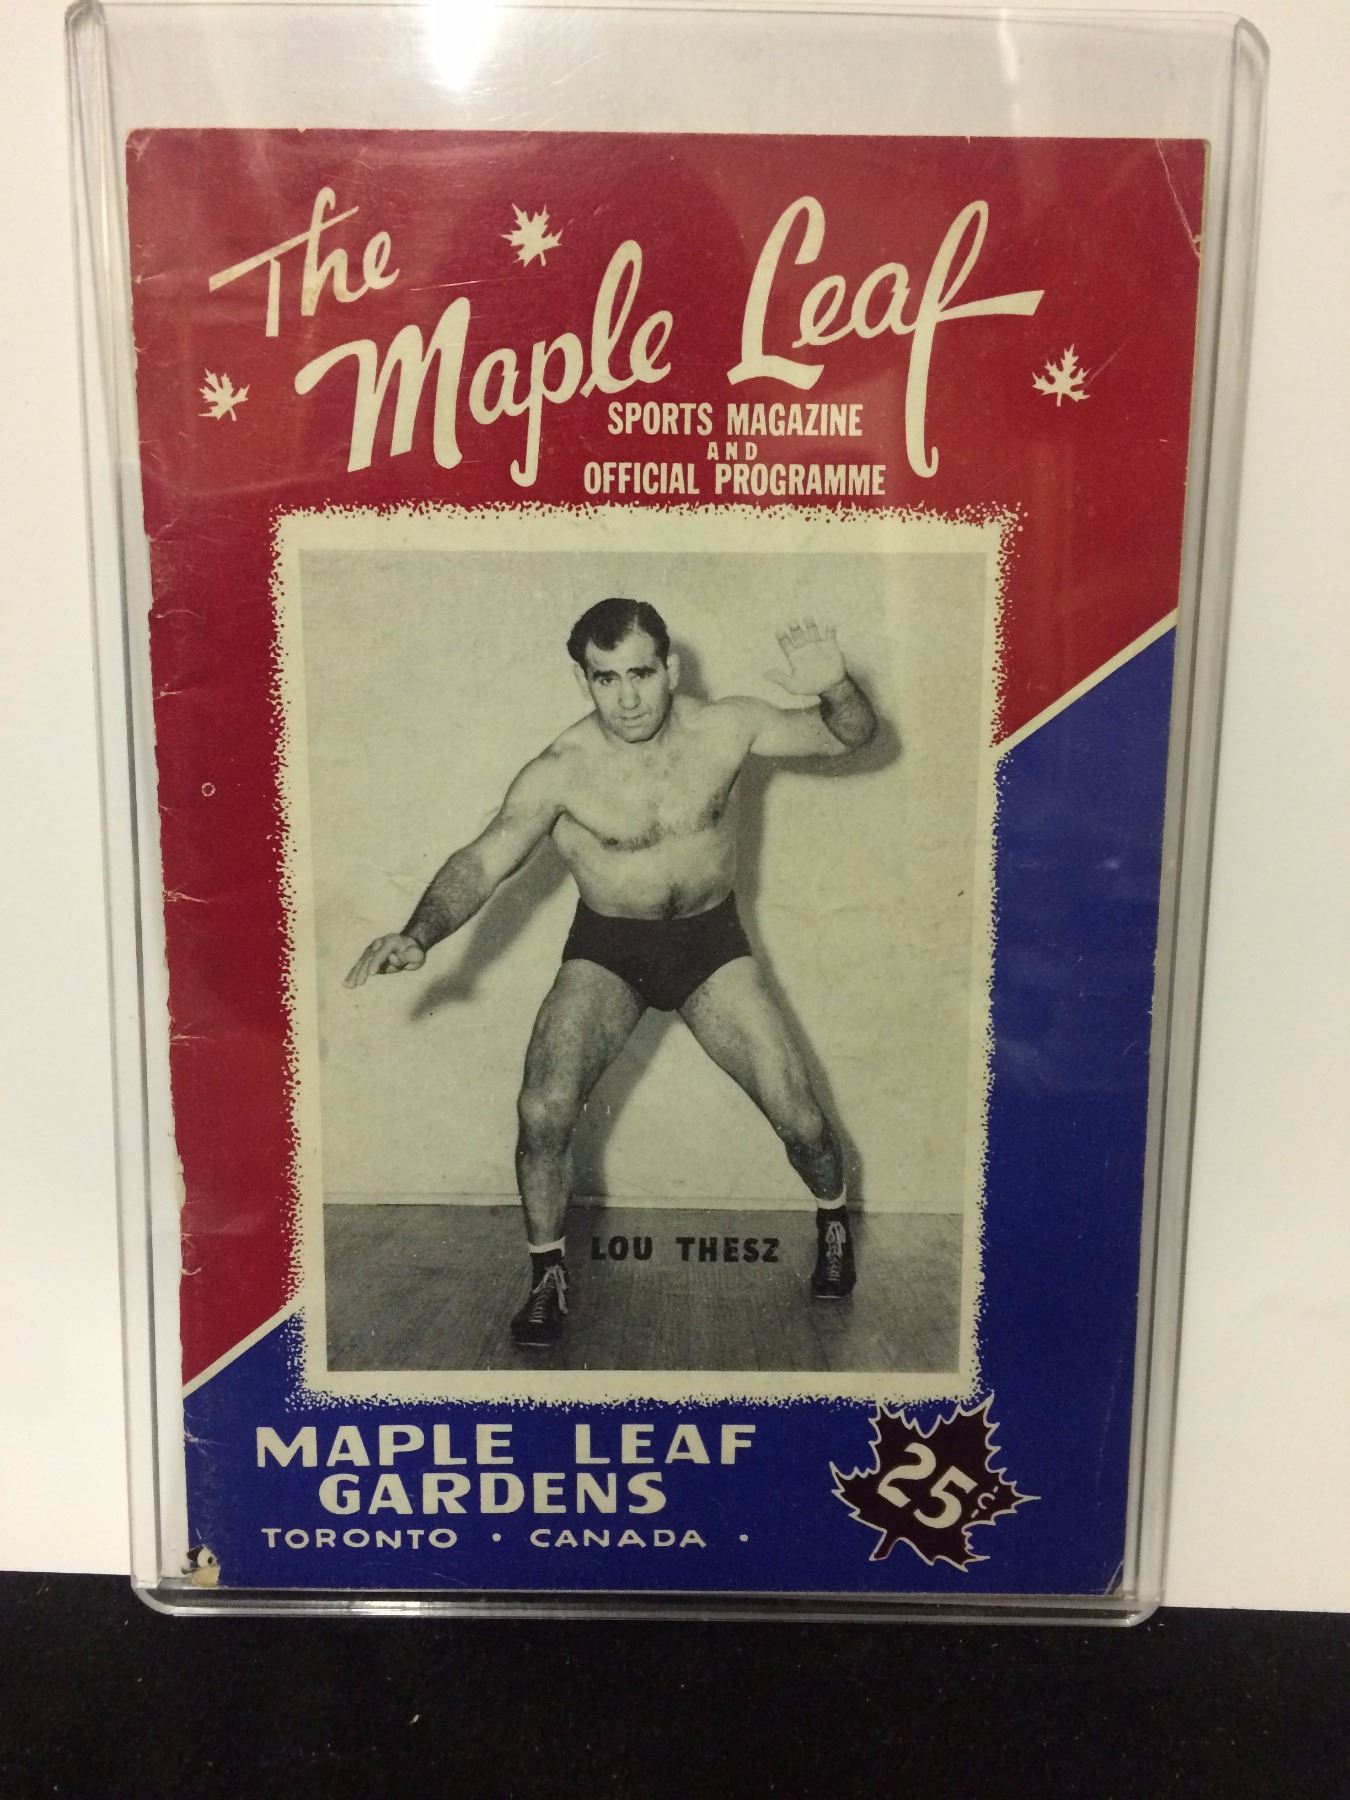 The
Maple Leaf
SPORTS MAGAZINE
AND
OFFICIAL PROGRAMME
LOU THESZ
MAPLE LEAF
GARDENS
TORONTO • CANADA •
25¢